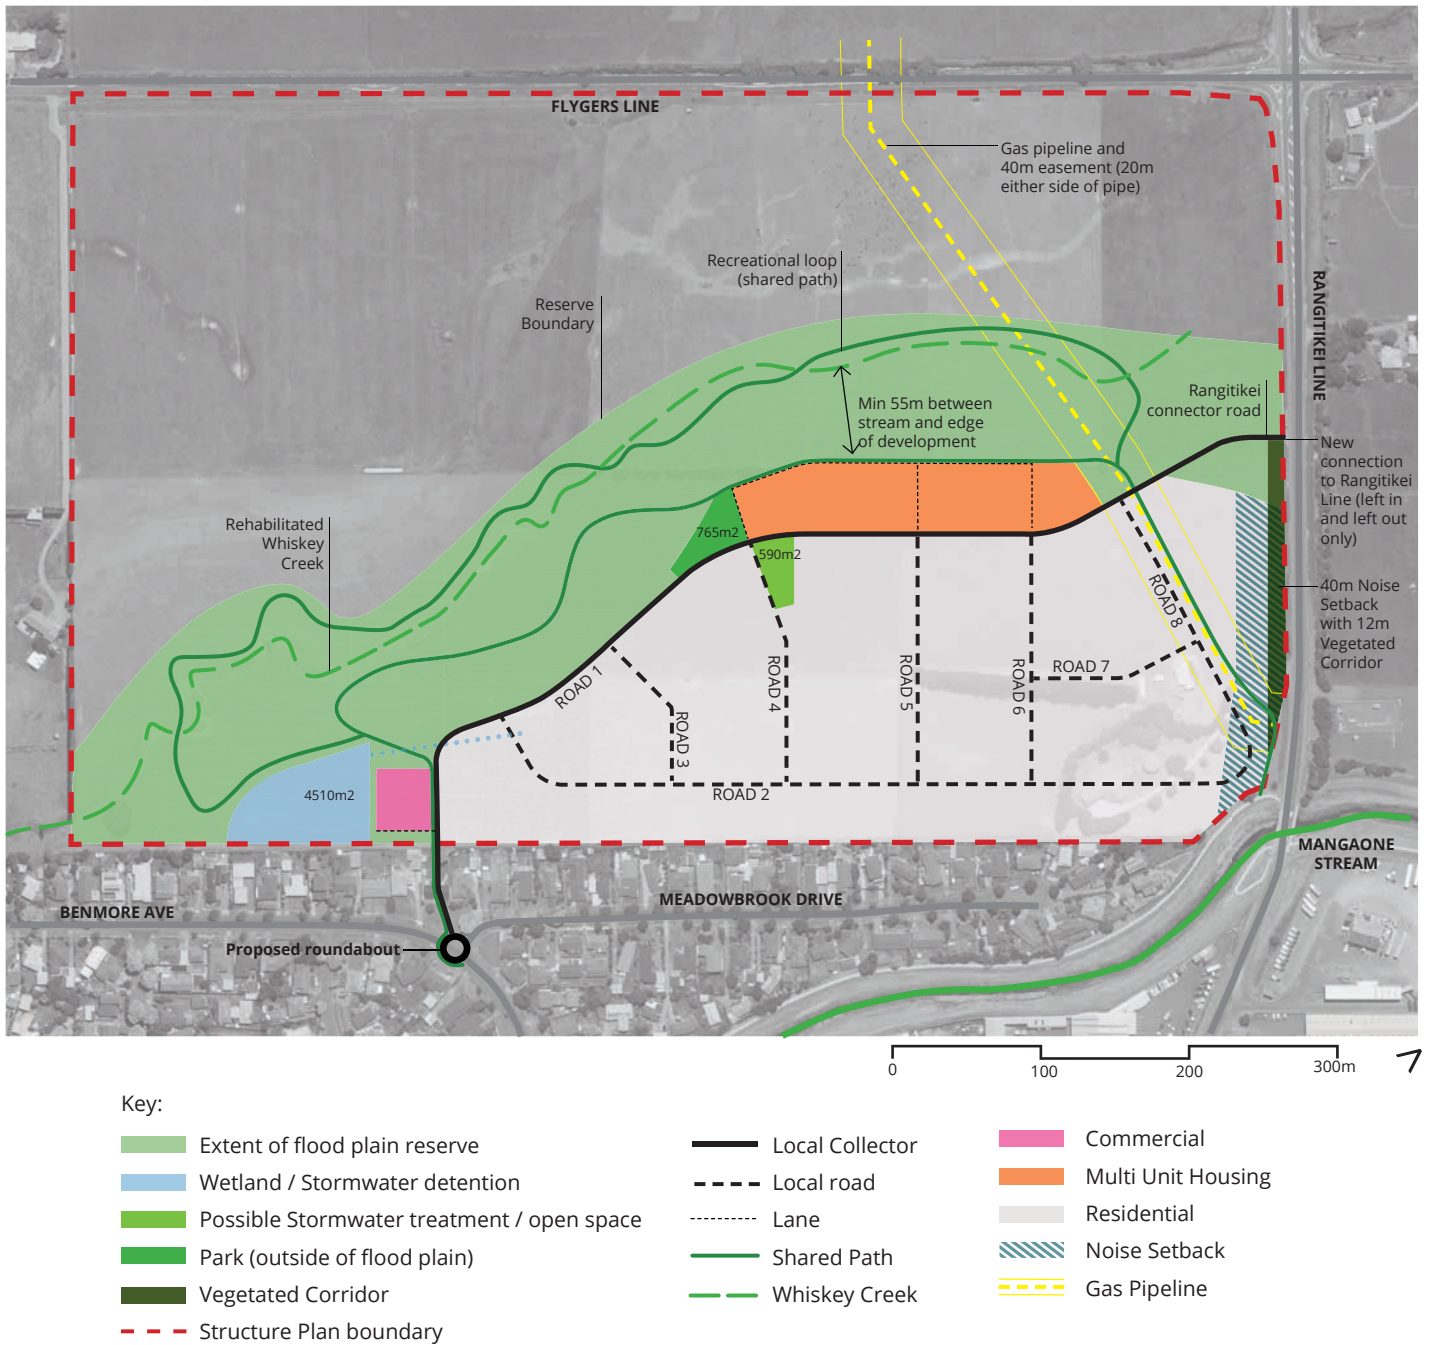 FLYGERS LINE
Gas pipeline and
40m easement (20m
either side of pipe)
Recreational loop
(shared path)
Reserve
Boundary
RANGITIKEI LINE
Rangitikei
connector road
Min 55m between
stream and edge
of development
New
connection
to Rangitikei
Line (left in
and left out
only)
Rehabilitated
Whiskey
Creek
765m2
590m2
40m Noise
Setback
with 12m
Vegetated
Corridor
ROAD 8
ROAD 1
ROAD 3
ROAD 4
ROAD 5
ROAD 6
ROAD 7
4510m2
ROAD 2
MANGAONE
STREAM
BENMORE AVE
MEADOWBROOK DRIVE
Proposed roundabout
0
100
200
300m
Key:
Extent of flood plain reserve
Wetland / Stormwater detention
Possible Stormwater treatment / open space
Park (outside of flood plain)
Vegetated Corridor
Structure Plan boundary
Local Collector
Local road
Lane
Shared Path
Whiskey Creek
Commercial
Multi Unit Housing
Residential
Noise Setback
Gas Pipeline